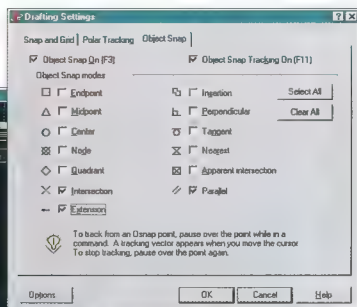 Drafting Settings
Snap and Grid Polar Tracking Object Snap
Object Snap On (F3) Object Snap Tracking On (F11)
Object Snap modes
Endpoint Insertion Select All
Midpoint Perpendicular Clear All
Center Tangent
Node Nearest
Quadrant Apparent intersection
Intersection Parallel
Extension
To track from an Osnap point, pause over the point while in a
command. A tracking vector appears when you move the cursor
To stop tracking, pause over the point again.
Options OK Cancel Help